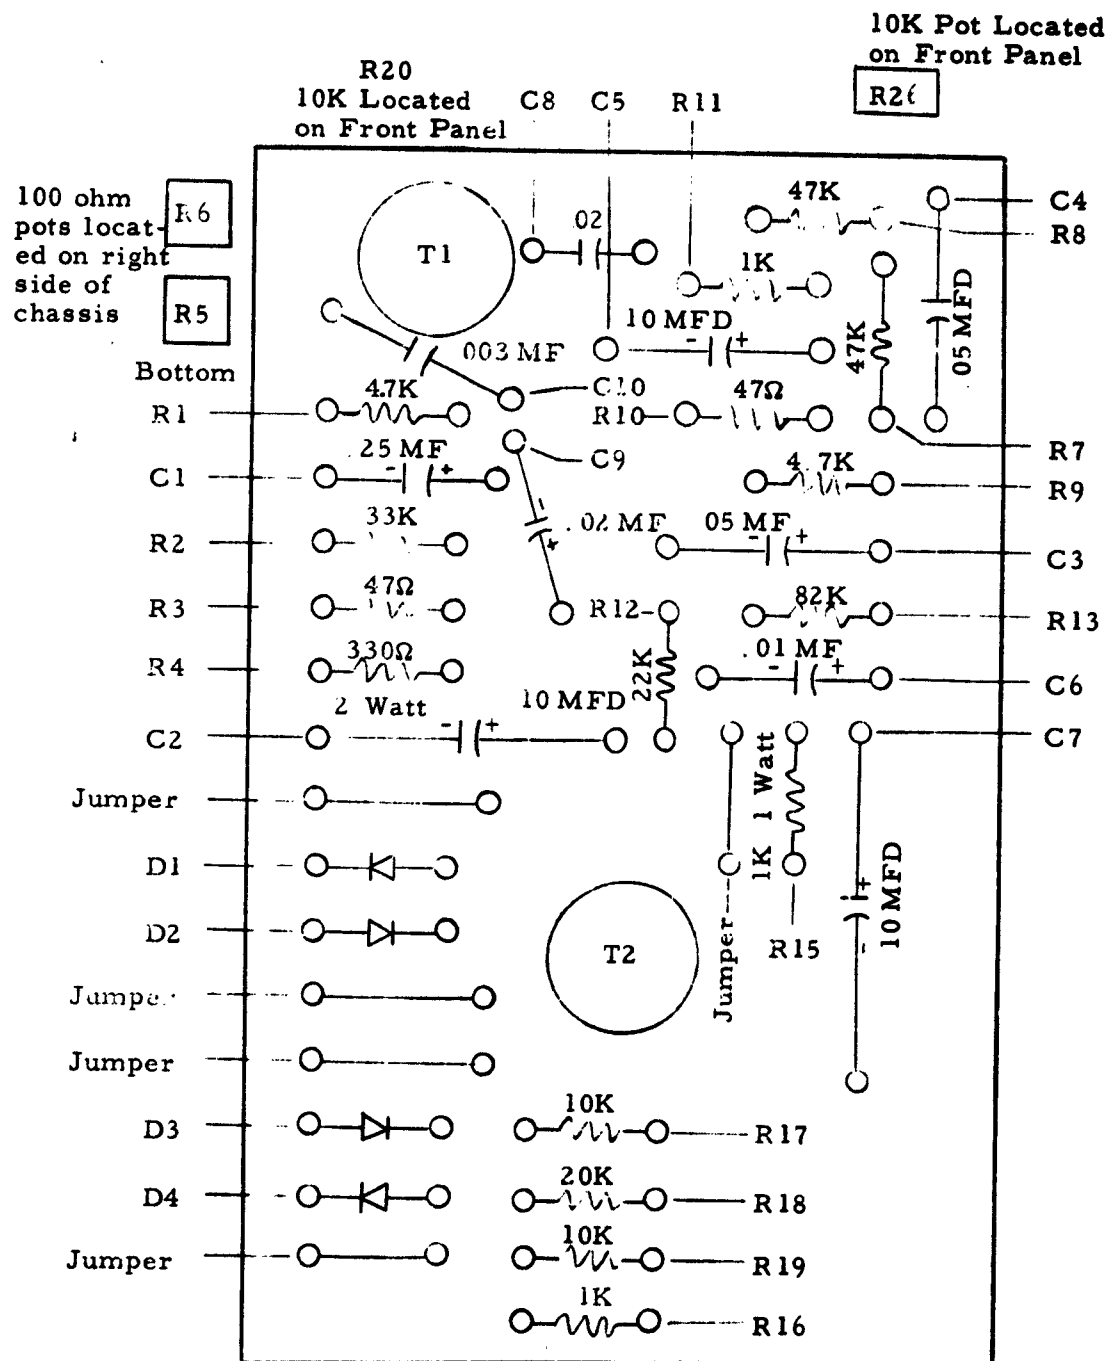 10K Pot Located
on Front Panel
R20
10K Located
on Front Panel
C8
C5
R11
100 ohm
pots locat-
ed on right
side of
chassis
R6
R5
T1
.02
47K
C4
R8
1K
10 MFD
- +
47K
.05 MFD
003 MF
C10
Bottom
R1
4.7K
R10
47Ω
R7
C1
.25 MF
- +
C9
4.7K
R9
R2
33K
- +
.02 MF
05 MF
- +
C3
R3
47Ω
R12
82K
R13
R4
330Ω
2 Watt
22K
.01 MF
- +
C6
C2
10 MFD
- +
C7
Jumper
1K 1 Watt
D1
Jumper
R15
10 MFD
+ -
D2
T2
Jumper
D3
10K
R17
D4
20K
R18
Jumper
10K
R19
1K
R16